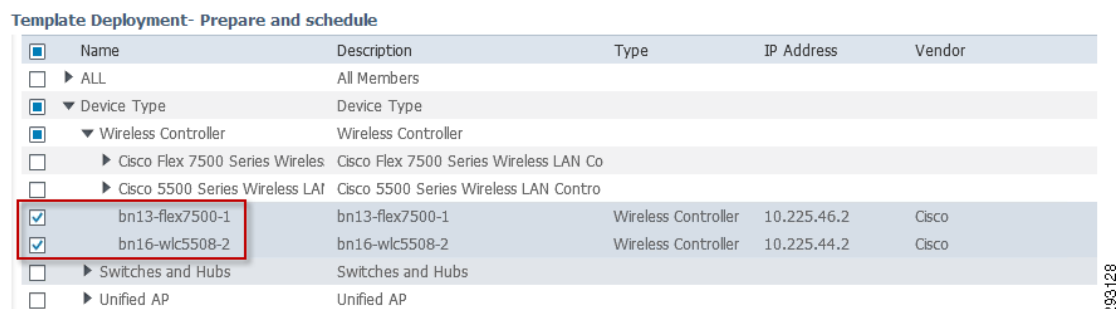 Template Deployment- Prepare and schedule
Name Description Type IP Address Vendor
ALL All Members
Device Type Device Type
Wireless Controller Wireless Controller
Cisco Flex 7500 Series Wireles Cisco Flex 7500 Series Wireless LAN Co
Cisco 5500 Series Wireless LAN Cisco 5500 Series Wireless LAN Contro
bn13-flex7500-1 bn13-flex7500-1 Wireless Controller 10.225.46.2 Cisco
bn16-wlc5508-2 bn16-wlc5508-2 Wireless Controller 10.225.44.2 Cisco
Switches and Hubs Switches and Hubs
Unified AP Unified AP
293128